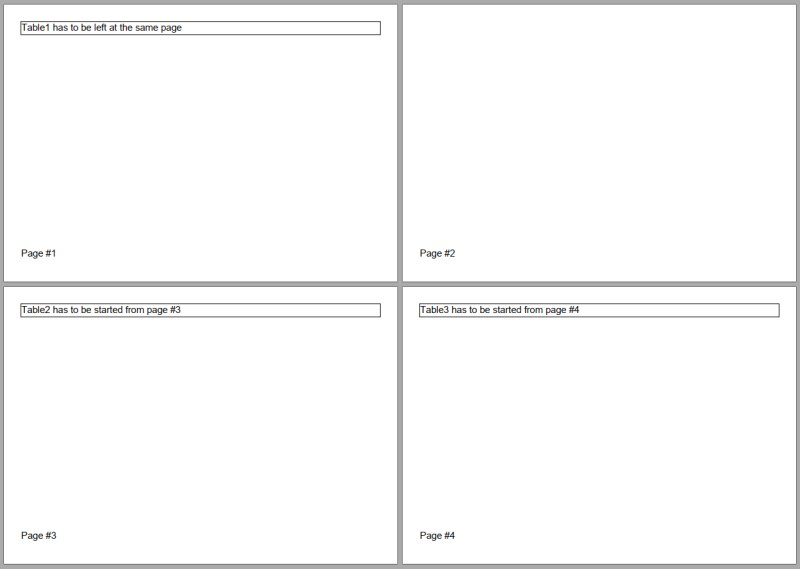 Table1 has to be left at the same page
Page #1
Page #2
Table2 has to be started from page #3
Page #3
Table3 has to be started from page #4
Page #4